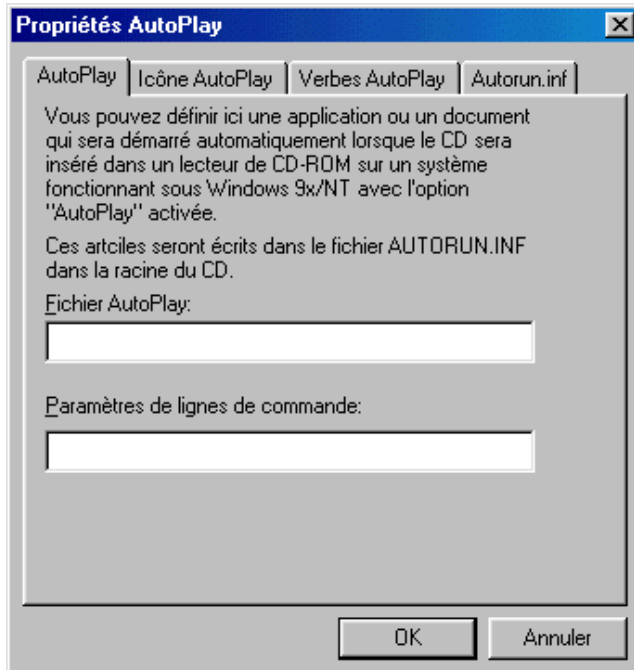 Propriétés AutoPlay
AutoPlay
Icône AutoPlay
Verbes AutoPlay
Autorun.inf
Vous pouvez définir ici une application ou un document
qui sera démarré automatiquement lorsque le CD sera
inséré dans un lecteur de CD-ROM sur un système
fonctionnant sous Windows 9x/NT avec l'option
"AutoPlay" activée.
Ces artciles seront écrits dans le fichier AUTORUN.INF
dans la racine du CD.
Fichier AutoPlay:
Paramètres de lignes de commande:
OK
Annuler